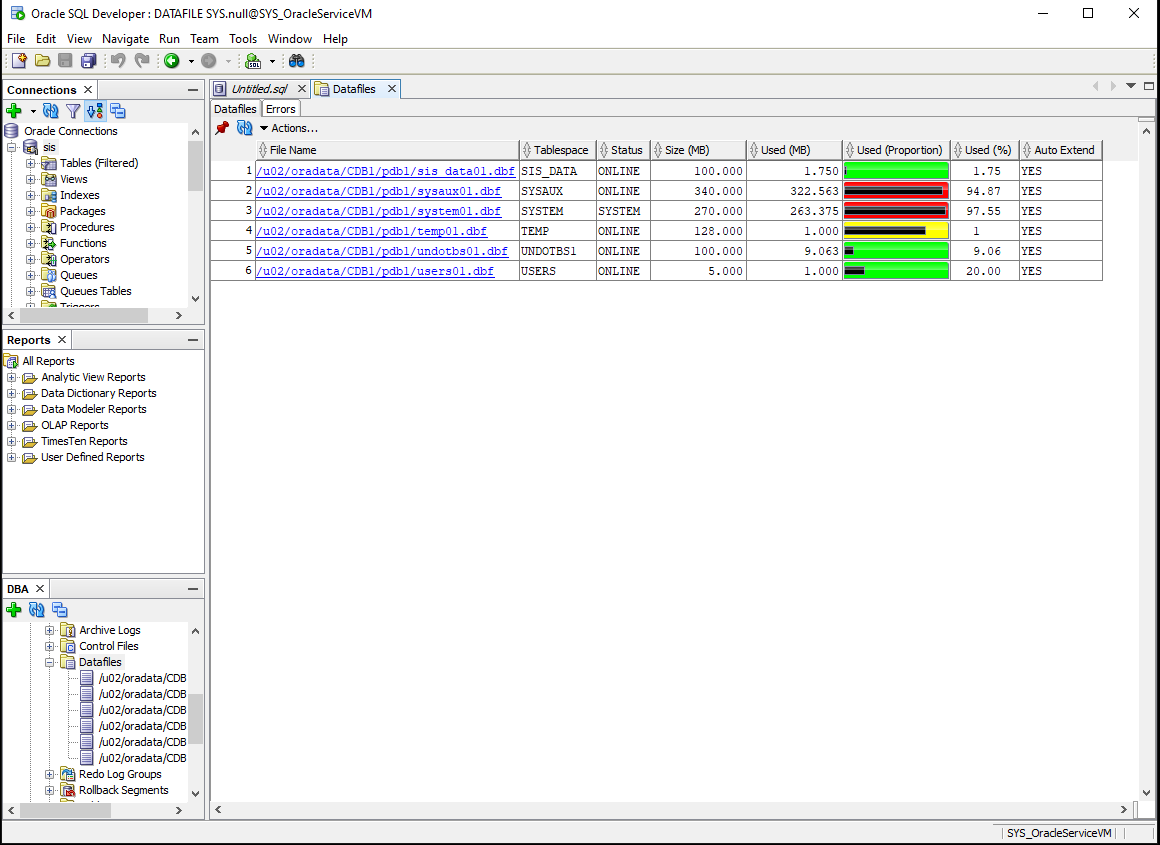 Oracle SQL Developer : DATAFILE SYS.null@SYS_OracleServiceVM
File Edit View Navigate Run Team Tools Window Help
Connections
Oracle Connections
sis
Tables (Filtered)
Views
Indexes
Packages
Procedures
Functions
Operators
Queues
Queues Tables
Triggers
Reports
All Reports
Analytic View Reports
Data Dictionary Reports
Data Modeler Reports
OLAP Reports
TimesTen Reports
User Defined Reports
DBA
Archive Logs
Control Files
Datafiles
/u02/oradata/CDB
/u02/oradata/CDB
/u02/oradata/CDB
/u02/oradata/CDB
/u02/oradata/CDB
/u02/oradata/CDB
Redo Log Groups
Rollback Segments
Untitled.sql Datafiles
Datafiles Errors
Actions...
File Name Tablespace Status Size (MB) Used (MB) Used (Proportion) Used (%) Auto Extend
1 /u02/oradata/CDB1/pdb1/sis_data01.dbf SIS_DATA ONLINE 100.000 1.750 1.75 YES
2 /u02/oradata/CDB1/pdb1/sysaux01.dbf SYSAUX ONLINE 340.000 322.563 94.87 YES
3 /u02/oradata/CDB1/pdb1/system01.dbf SYSTEM SYSTEM 270.000 263.375 97.55 YES
4 /u02/oradata/CDB1/pdb1/temp01.dbf TEMP ONLINE 128.000 1.000 1 YES
5 /u02/oradata/CDB1/pdb1/undotbs01.dbf UNDOTBS1 ONLINE 100.000 9.063 9.06 YES
6 /u02/oradata/CDB1/pdb1/users01.dbf USERS ONLINE 5.000 1.000 20.00 YES
SYS_OracleServiceVM